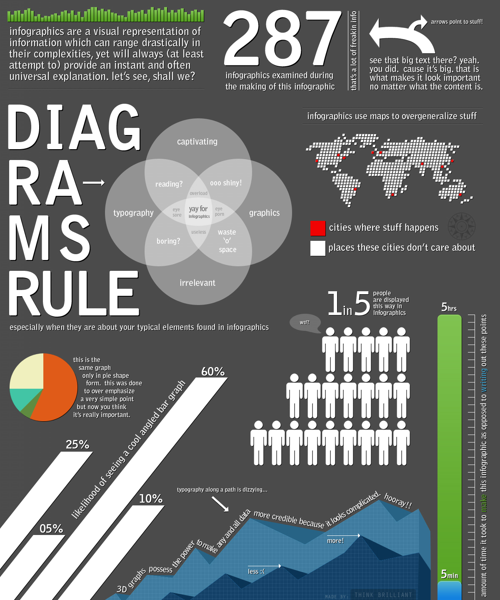 infographics are a visual representation of
information which can range drastically in
their complexities, yet will always (at least
attempt to) provide an instant and often
universal explanation. let's see, shall we?
287
infographics examined during
the making of this infographic
that's a lot of freakin info
arrows point to stuff!
see that big text there? yeah.
you did. cause it's big. that is
what makes it look important
no matter what the content is.
DIAG
RA
MS
RULE
captivating
reading?
ooo shiny!
typography
yay for
infographics
graphics
boring?
waste
'o'
space
irrelevant
especially when they are about your typical elements found in infographics
infographics use maps to overgeneralize stuff
cities where stuff happens
places these cities don't care about
1 in 5
people
are displayed
this way in
infographics
wtf?
this is the
same graph
only in pie shape
form. this was done
to over emphasize
a very simple point
but now you think
it's really important.
60%
25%
10%
05%
likelihood of seeing a cool angled bar graph
typography along a path is dizzying...
3D graphs possess the power to make any and all data more credible because it looks complicated. hooray!!
more!
less :(
THINK BRILLIANT
5hrs
5min
amount of time it took to make this infographic as opposed to writing out these points